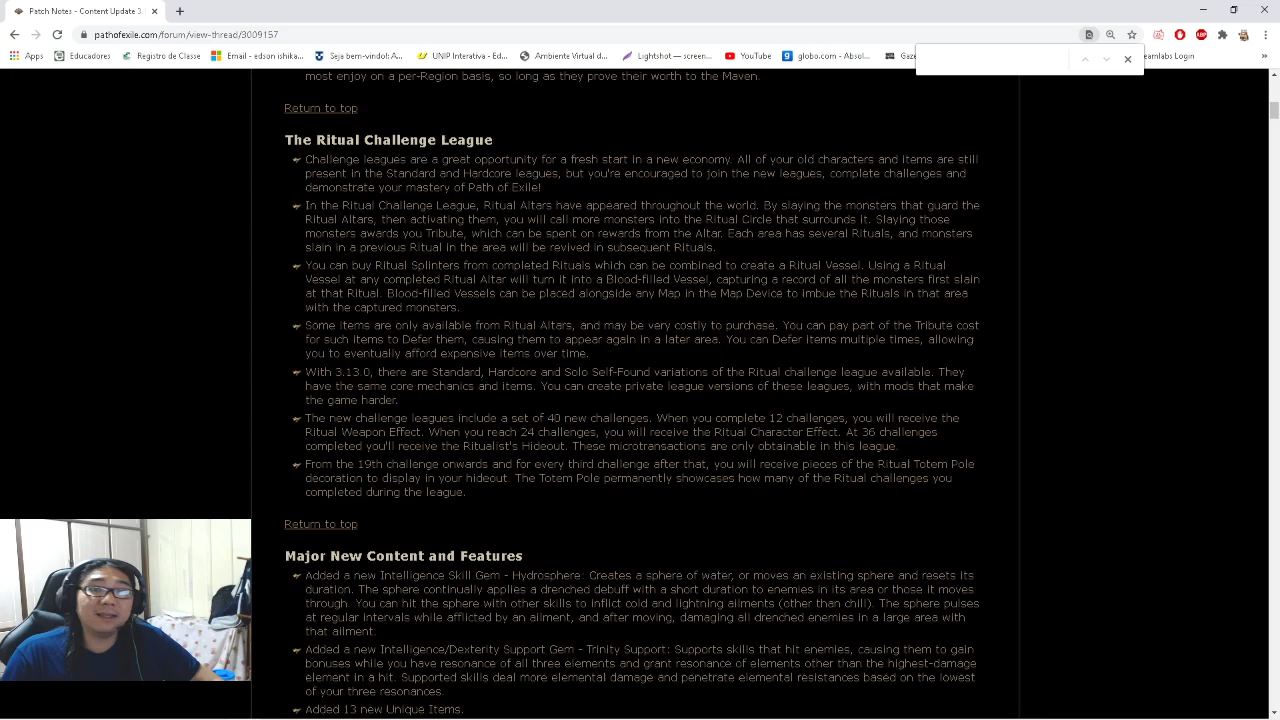 Patch Notes - Content Update 3.
pathofexile.com/forum/view-thread/3009157
Apps
Educadores
Registro de Classe
Email - edson ishika...
Seja bem-vindo!: A...
UNIP Interativa - D...
Ambiente Virtual d...
Lightshot — screen...
YouTube
globo.com - Absol...
Gaze
eamlabs Login
most enjoy on a per-Region basis, so long as they prove their worth to the Maven.
Return to top
The Ritual Challenge League
Challenge leagues are a great opportunity for a fresh start in a new economy. All of your old characters and items are still
present in the Standard and Hardcore leagues, but you're encouraged to join the new leagues, complete challenges and
demonstrate your mastery of Path of Exile!
In the Ritual Challenge League, Ritual Altars have appeared throughout the world. By slaying the monsters that guard the
Ritual Altars, then activating them, you will call more monsters into the Ritual Circle that surrounds it. Slaying those
monsters awards you Tribute, which can be spent on rewards from the Altar. Each area has several Rituals, and monsters
slain in a previous Ritual in the area will be revived in subsequent Rituals.
You can buy Ritual Splinters from completed Rituals which can be combined to create a Ritual Vessel. Using a Ritual
Vessel at any completed Ritual Altar will turn it into a Blood-filled Vessel, capturing a record of all the monsters first slain
at that Ritual. Blood-filled Vessels can be placed alongside any Map in the Map Device to imbue the Rituals in that area
with the captured monsters.
Some items are only available from Ritual Altars, and may be very costly to purchase. You can pay part of the Tribute cost
for such items to Defer them, causing them to appear again in a later area. You can Defer items multiple times, allowing
you to eventually afford expensive items over time.
With 3.13.0, there are Standard, Hardcore and Solo Self-Found variations of the Ritual challenge league available. They
have the same core mechanics and items. You can create private league versions of these leagues, with mods that make
the game harder.
The new challenge leagues include a set of 40 new challenges. When you complete 12 challenges, you will receive the
Ritual Weapon Effect. When you reach 24 challenges, you will receive the Ritual Character Effect. At 36 challenges
completed you'll receive the Ritualist's Hideout. These microtransactions are only obtainable in this league.
From the 19th challenge onwards and for every third challenge after that, you will receive pieces of the Ritual Totem Pole
decoration to display in your hideout. The Totem Pole permanently showcases how many of the Ritual challenges you
completed during the league.
Return to top
Major New Content and Features
Added a new Intelligence Skill Gem - Hydrosphere: Creates a sphere of water, or moves an existing sphere and resets its
duration. The sphere continually applies a drenched debuff with a short duration to enemies in its area or those it moves
through. You can hit the sphere with other skills to inflict cold and lightning ailments (other than chill). The sphere pulses
at regular intervals while afflicted by an ailment, and after moving, damaging all drenched enemies in a large area with
that ailment.
Added a new Intelligence/Dexterity Support Gem - Trinity Support: Supports skills that hit enemies, causing them to gain
bonuses while you have resonance of all three elements and grant resonance of elements other than the highest-damage
element in a hit. Supported skills deal more elemental damage and penetrate elemental resistances based on the lowest
of your three resonances.
Added 13 new Unique Items.